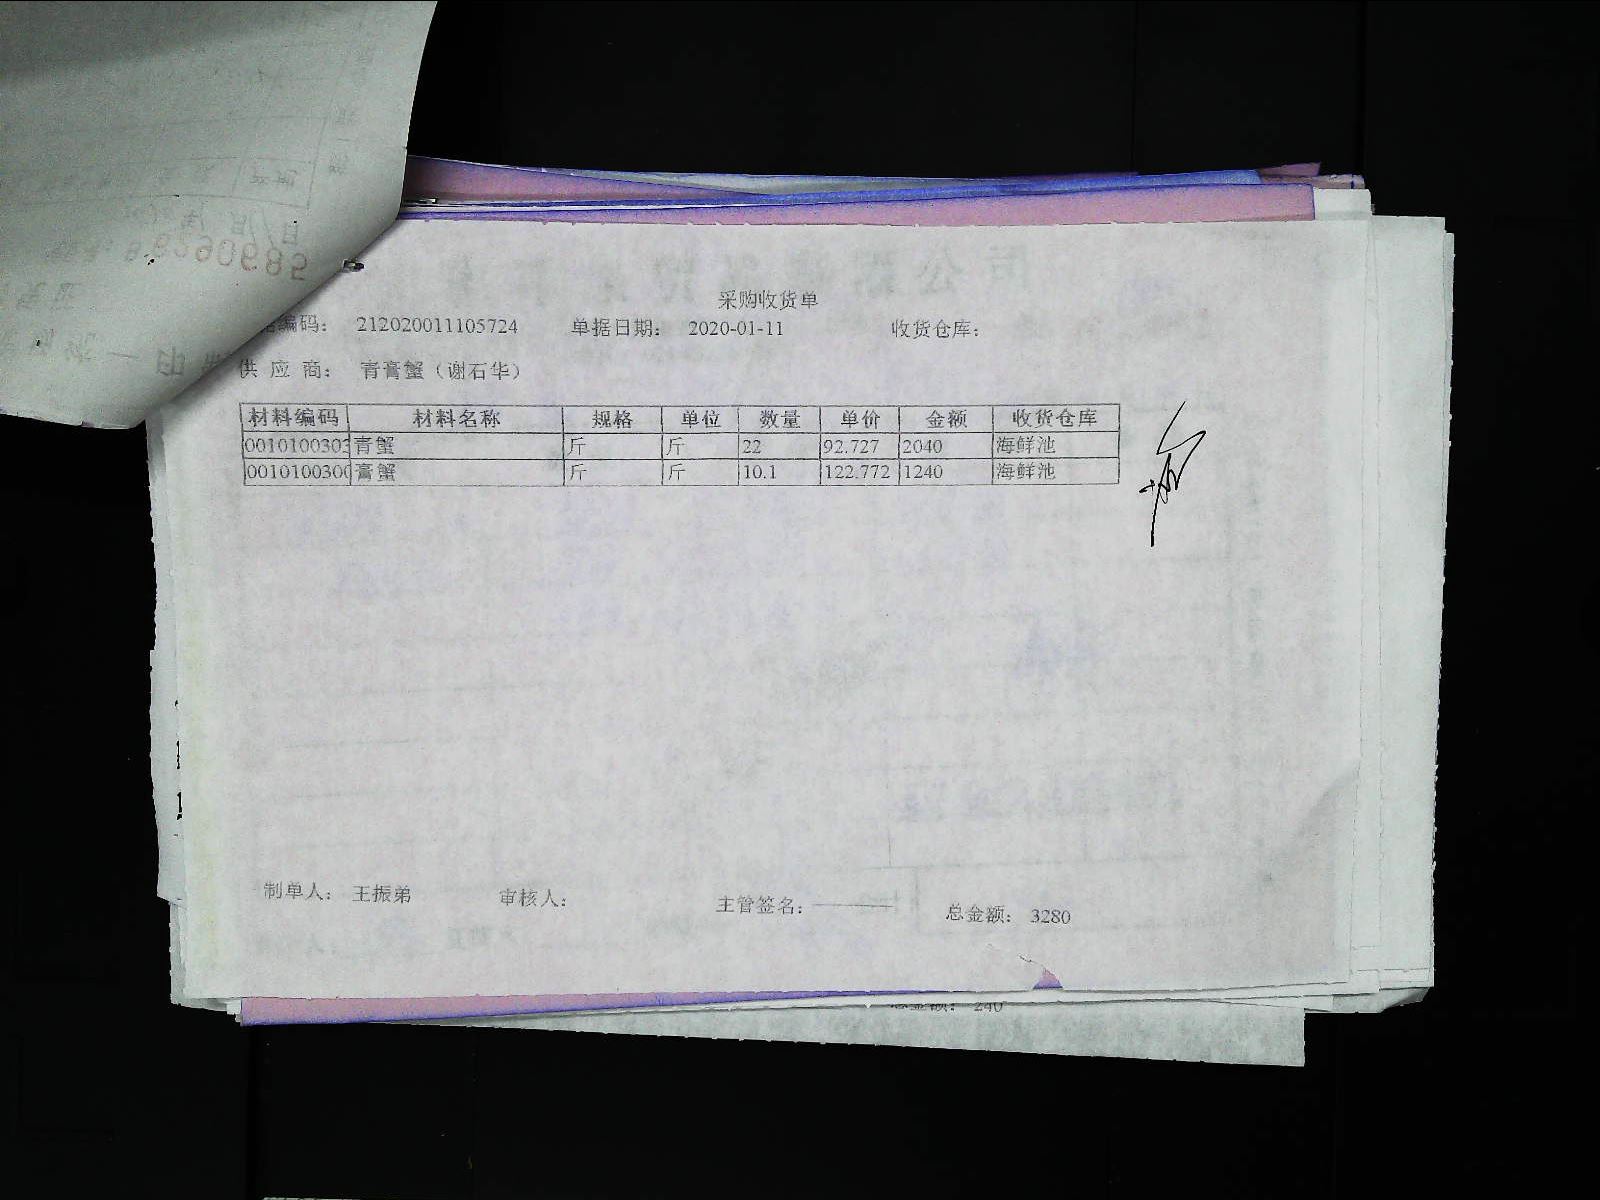 采购收货单
编码： 212020011105724 单据日期： 2020-01-11 收货仓库：
供 应 商： 青膏蟹（谢石华）
材料编码 材料名称 规格 单位 数量 单价 金额 收货仓库
0010100303 青蟹 斤 斤 22 92.727 2040 海鲜池
0010100300 膏蟹 斤 斤 10.1 122.772 1240 海鲜池
制单人： 王振弟 审核人： 主管签名： 总金额： 3280
总金额： 240